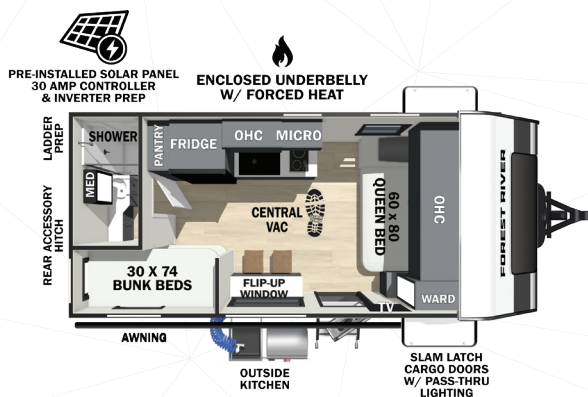 PRE-INSTALLED SOLAR PANEL
30 AMP CONTROLLER
& INVERTER PREP
ENCLOSED UNDERBELLY
W/ FORCED HEAT
LADDER
PREP
SHOWER
MED
PANTRY
FRIDGE
OHC
MICRO
CENTRAL
VAC
60 X 80
QUEEN BED
OHC
FOREST RIVER
REAR ACCESSORY
HITCH
30 X 74
BUNK BEDS
FLIP-UP
WINDOW
TV
WARD
AWNING
OUTSIDE
KITCHEN
SLAM LATCH
CARGO DOORS
W/ PASS-THRU
LIGHTING